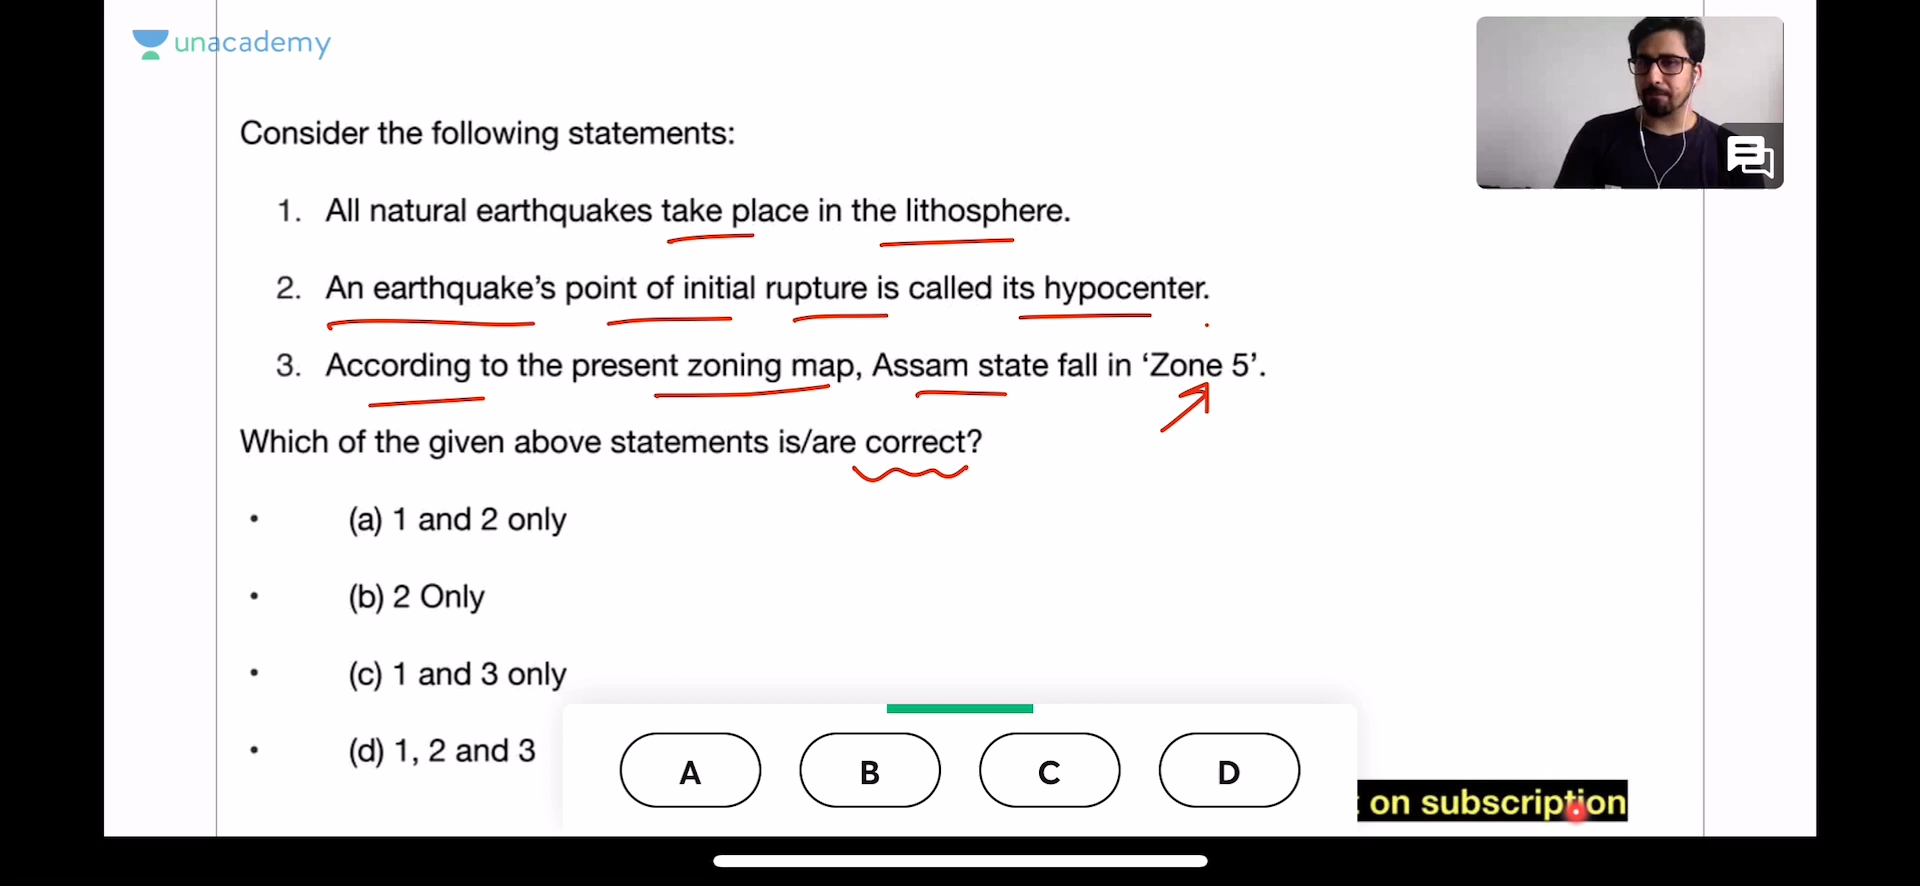 unacademy
Consider the following statements:
1. All natural earthquakes take place in the lithosphere.
2. An earthquake’s point of initial rupture is called its hypocenter.
3. According to the present zoning map, Assam state fall in ‘Zone 5’.
Which of the given above statements is/are correct?
• (a) 1 and 2 only
• (b) 2 Only
• (c) 1 and 3 only
• (d) 1, 2 and 3
A B C D
on subscription